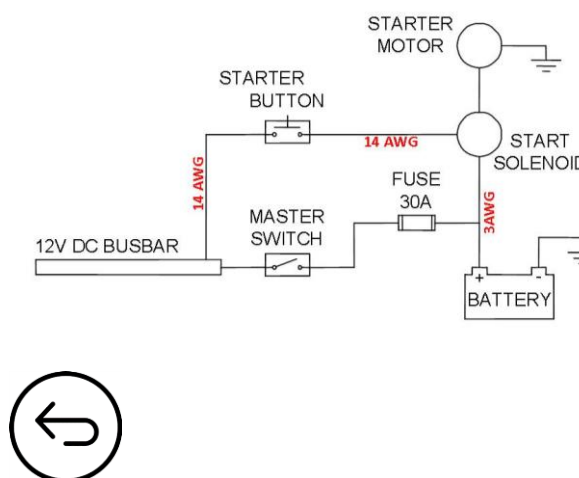 STARTER
MOTOR
STARTER
BUTTON
14 AWG
START
SOLENOID
14 AWG
FUSE
30A
3AWG
MASTER
SWITCH
12V DC BUSBAR
+ -
BATTERY